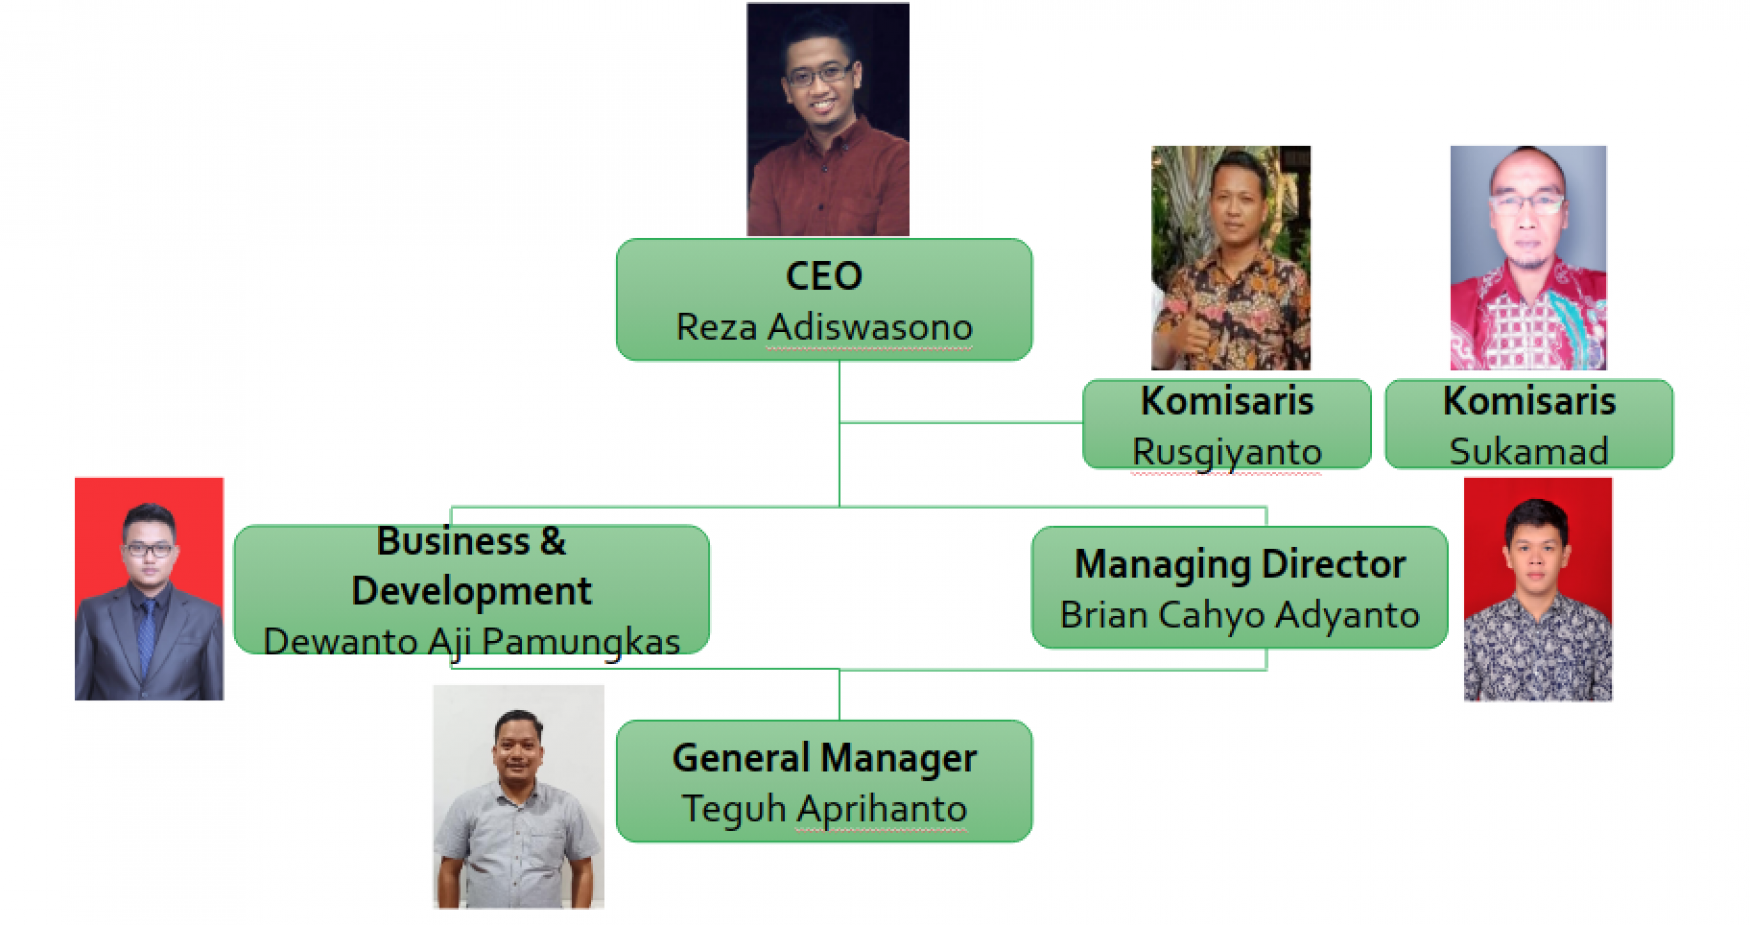 CEO
Reza Adiswasono
Komisaris
Rusgiyanto
Komisaris
Sukamad
Business &
Development
Dewanto Aji Pamungkas
Managing Director
Brian Cahyo Adyanto
General Manager
Teguh Aprihanto